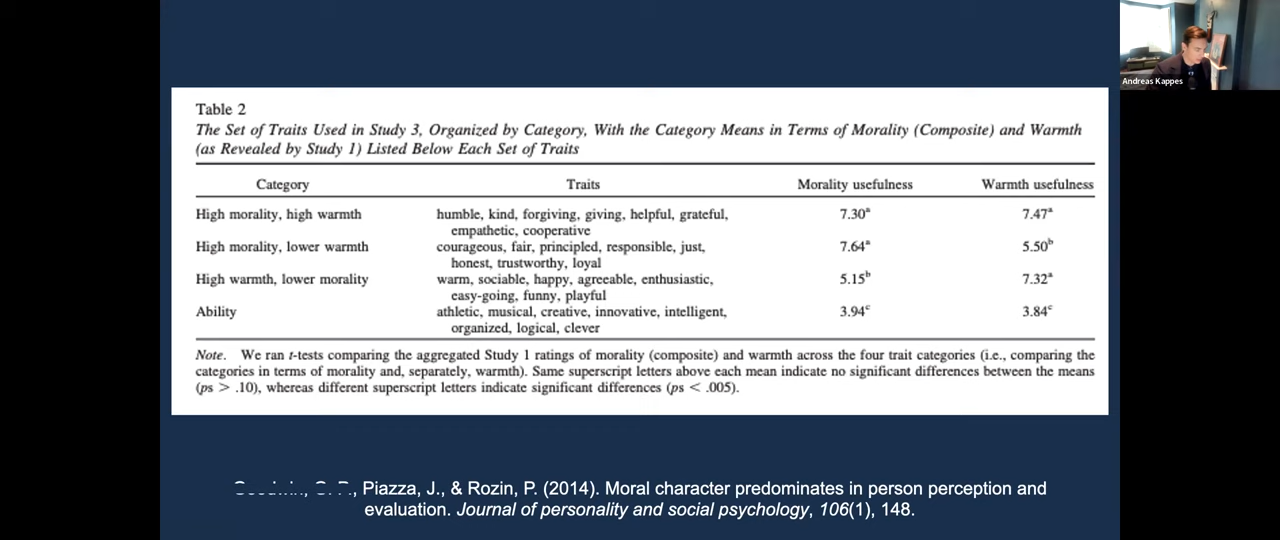 Andreas Kappes
Table 2
The Set of Traits Used in Study 3, Organized by Category, With the Category Means in Terms of Morality (Composite) and Warmth
(as Revealed by Study 1) Listed Below Each Set of Traits
Category Traits Morality usefulness Warmth usefulness
High morality, high warmth humble, kind, forgiving, giving, helpful, grateful, 7.30ᵃ 7.47ᵃ
empathetic, cooperative
High morality, lower warmth courageous, fair, principled, responsible, just, 7.64ᵃ 5.50ᵇ
honest, trustworthy, loyal
High warmth, lower morality warm, sociable, happy, agreeable, enthusiastic, 5.15ᵇ 7.32ᵃ
easy-going, funny, playful
Ability athletic, musical, creative, innovative, intelligent, 3.94ᶜ 3.84ᶜ
organized, logical, clever
Note. We ran t-tests comparing the aggregated Study 1 ratings of morality (composite) and warmth across the four trait categories (i.e., comparing the
categories in terms of morality and, separately, warmth). Same superscript letters above each mean indicate no significant differences between the means
(ps > .10), whereas different superscript letters indicate significant differences (ps < .005).
Piazza, J., & Rozin, P. (2014). Moral character predominates in person perception and
evaluation. Journal of personality and social psychology, 106(1), 148.